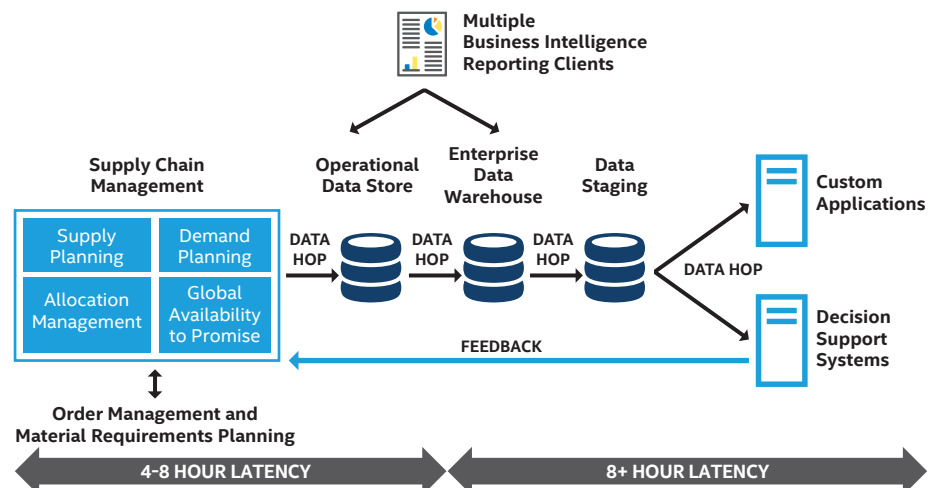 Multiple
Business Intelligence
Reporting Clients
Supply Chain
Management
Operational
Data Store
Enterprise
Data
Warehouse
Data
Staging
Supply
Planning
Demand
Planning
Allocation
Management
Global
Availability
to Promise
DATA
HOP
DATA
HOP
DATA
HOP
DATA HOP
Custom
Applications
Decision
Support
Systems
FEEDBACK
Order Management and
Material Requirements Planning
4-8 HOUR LATENCY
8+ HOUR LATENCY